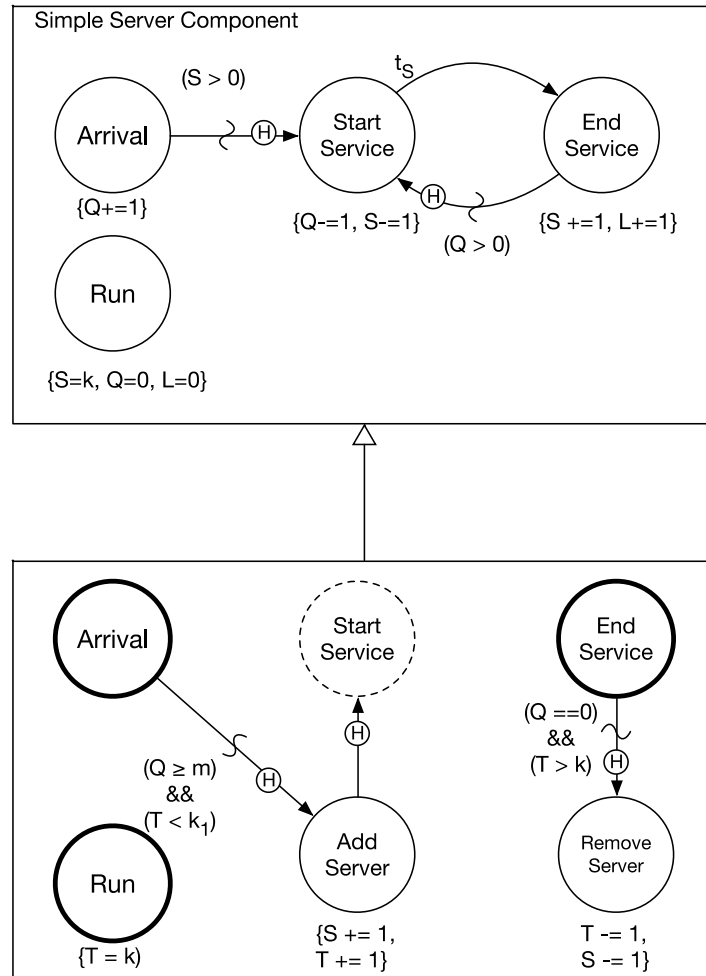 Simple Server Component
(S > 0)
t_S
Arrival
H
Start
Service
End
Service
{Q+=1}
H
{Q-=1, S-=1}
{S +=1, L+=1}
(Q > 0)
Run
{S=k, Q=0, L=0}
Arrival
Start
Service
End
Service
(Q ==0)
&&
(T > k)
H
H
(Q ≥ m)
&&
(T < k₁)
H
Run
Add
Server
Remove
Server
{T = k)
{S += 1,
T += 1}
T -= 1,
S -= 1}